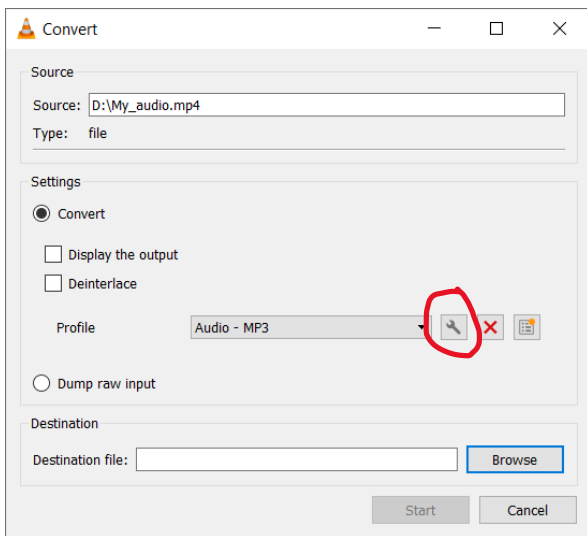 Convert
Source
Source: D:\My_audio.mp4
Type: file
Settings
Convert
Display the output
Deinterlace
Profile Audio - MP3
Dump raw input
Destination
Destination file: Browse
Start Cancel